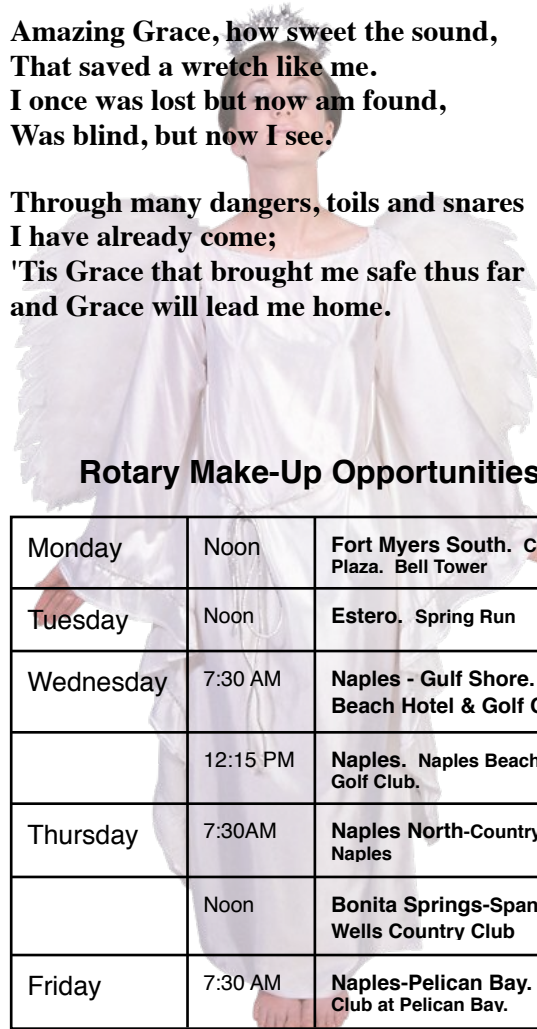 Amazing Grace, how sweet the sound,
That saved a wretch like me.
I once was lost but now am found,
Was blind, but now I see.
Through many dangers, toils and snares
I have already come;
'Tis Grace that brought me safe thus far
and Grace will lead me home.
Rotary Make-Up Opportunities
Monday Noon Fort Myers South.
Plaza. Bell Tower
Tuesday Noon Estero. Spring Run
Wednesday 7:30 AM Naples - Gulf Shore.
Beach Hotel & Golf
12:15 PM Naples. Naples Beach
Golf Club.
Thursday 7:30AM Naples North-Country
Naples
Noon Bonita Springs-Span
Wells Country Club
Friday 7:30 AM Naples-Pelican Bay.
Club at Pelican Bay.